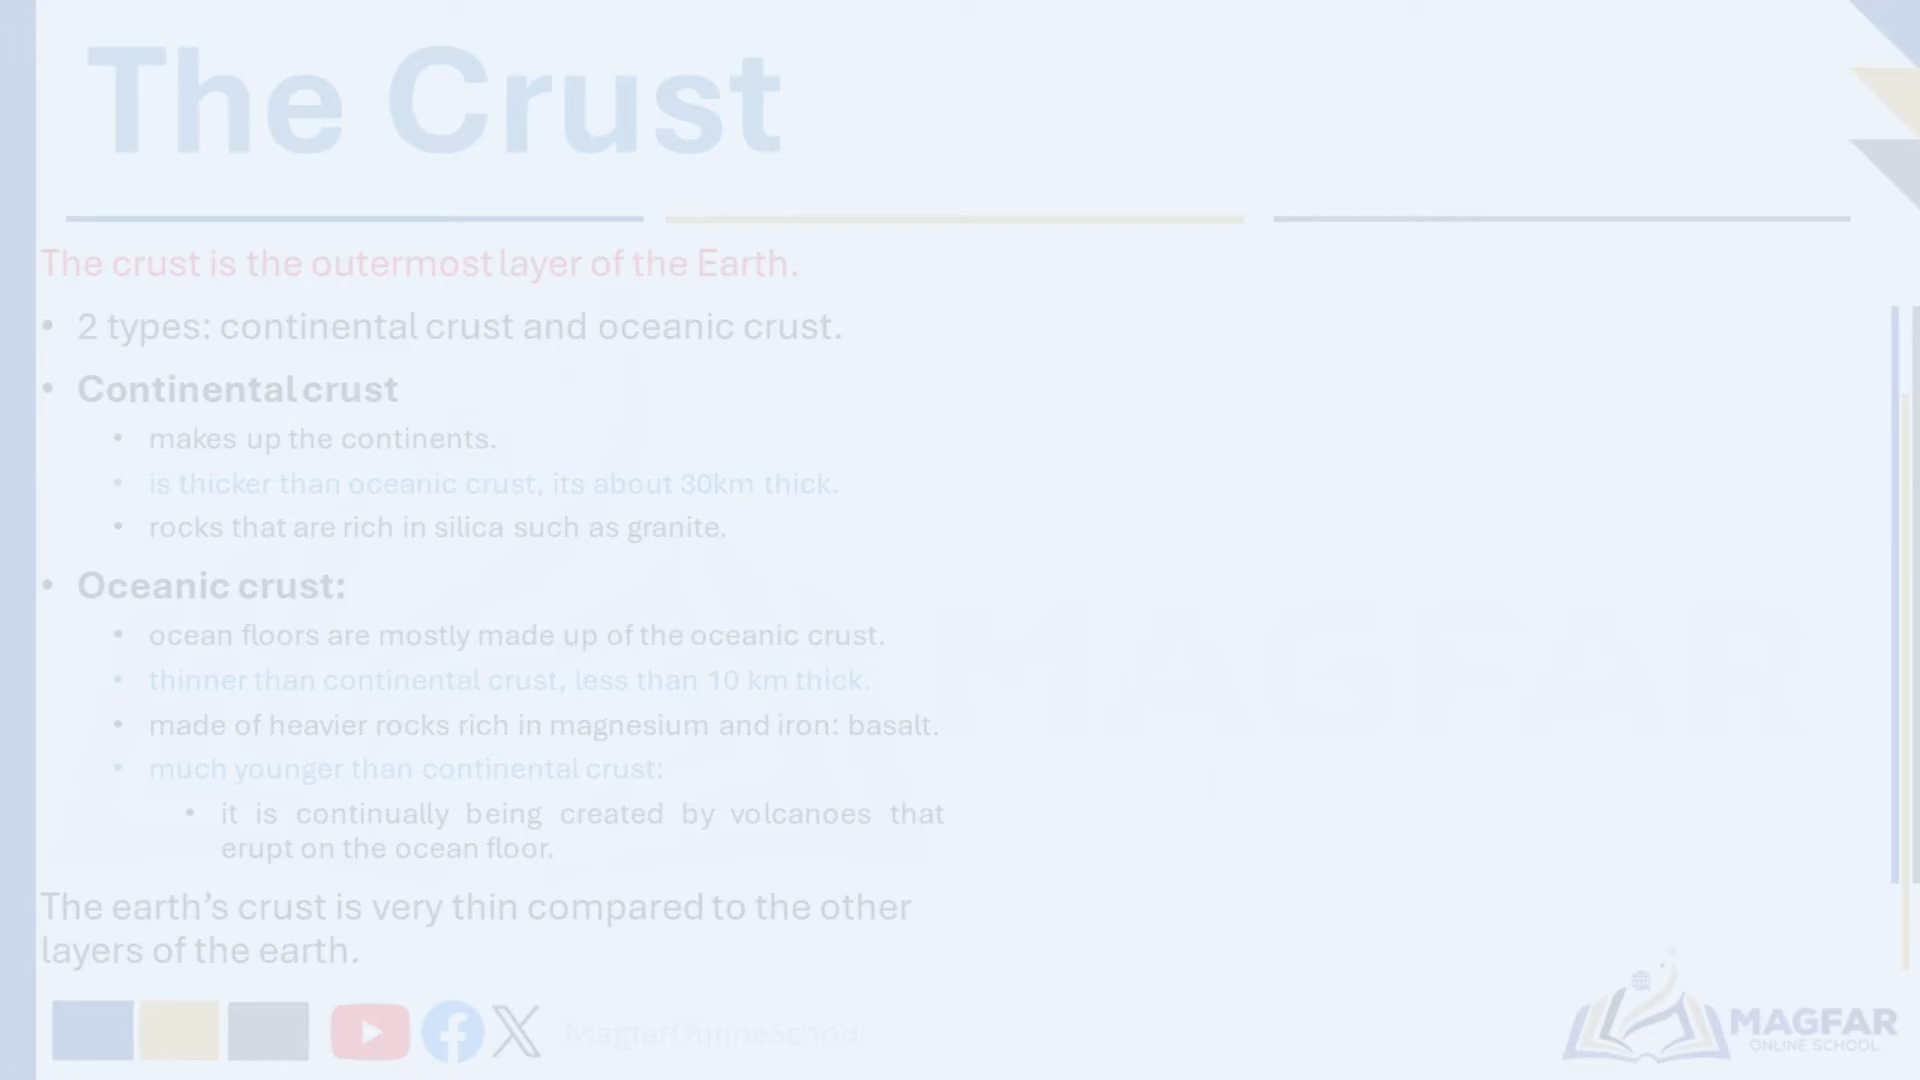 The Crust
The crust is the outermost layer of the Earth.
• 2 types: continental crust and oceanic crust.
• Continental crust
• makes up the continents.
• is thicker than oceanic crust, its about 30km thick.
• rocks that are rich in silica such as granite.
• Oceanic crust:
• ocean floors are mostly made up of the oceanic crust.
• thinner than continental crust, less than 10 km thick.
• made of heavier rocks rich in magnesium and iron: basalt.
• much younger than continental crust:
• it is continually being created by volcanoes that
erupt on the ocean floor.
The earth’s crust is very thin compared to the other
layers of the earth.
MagfarOnlineSchool
MAGFAR
ONLINE SCHOOL
MAGFAR